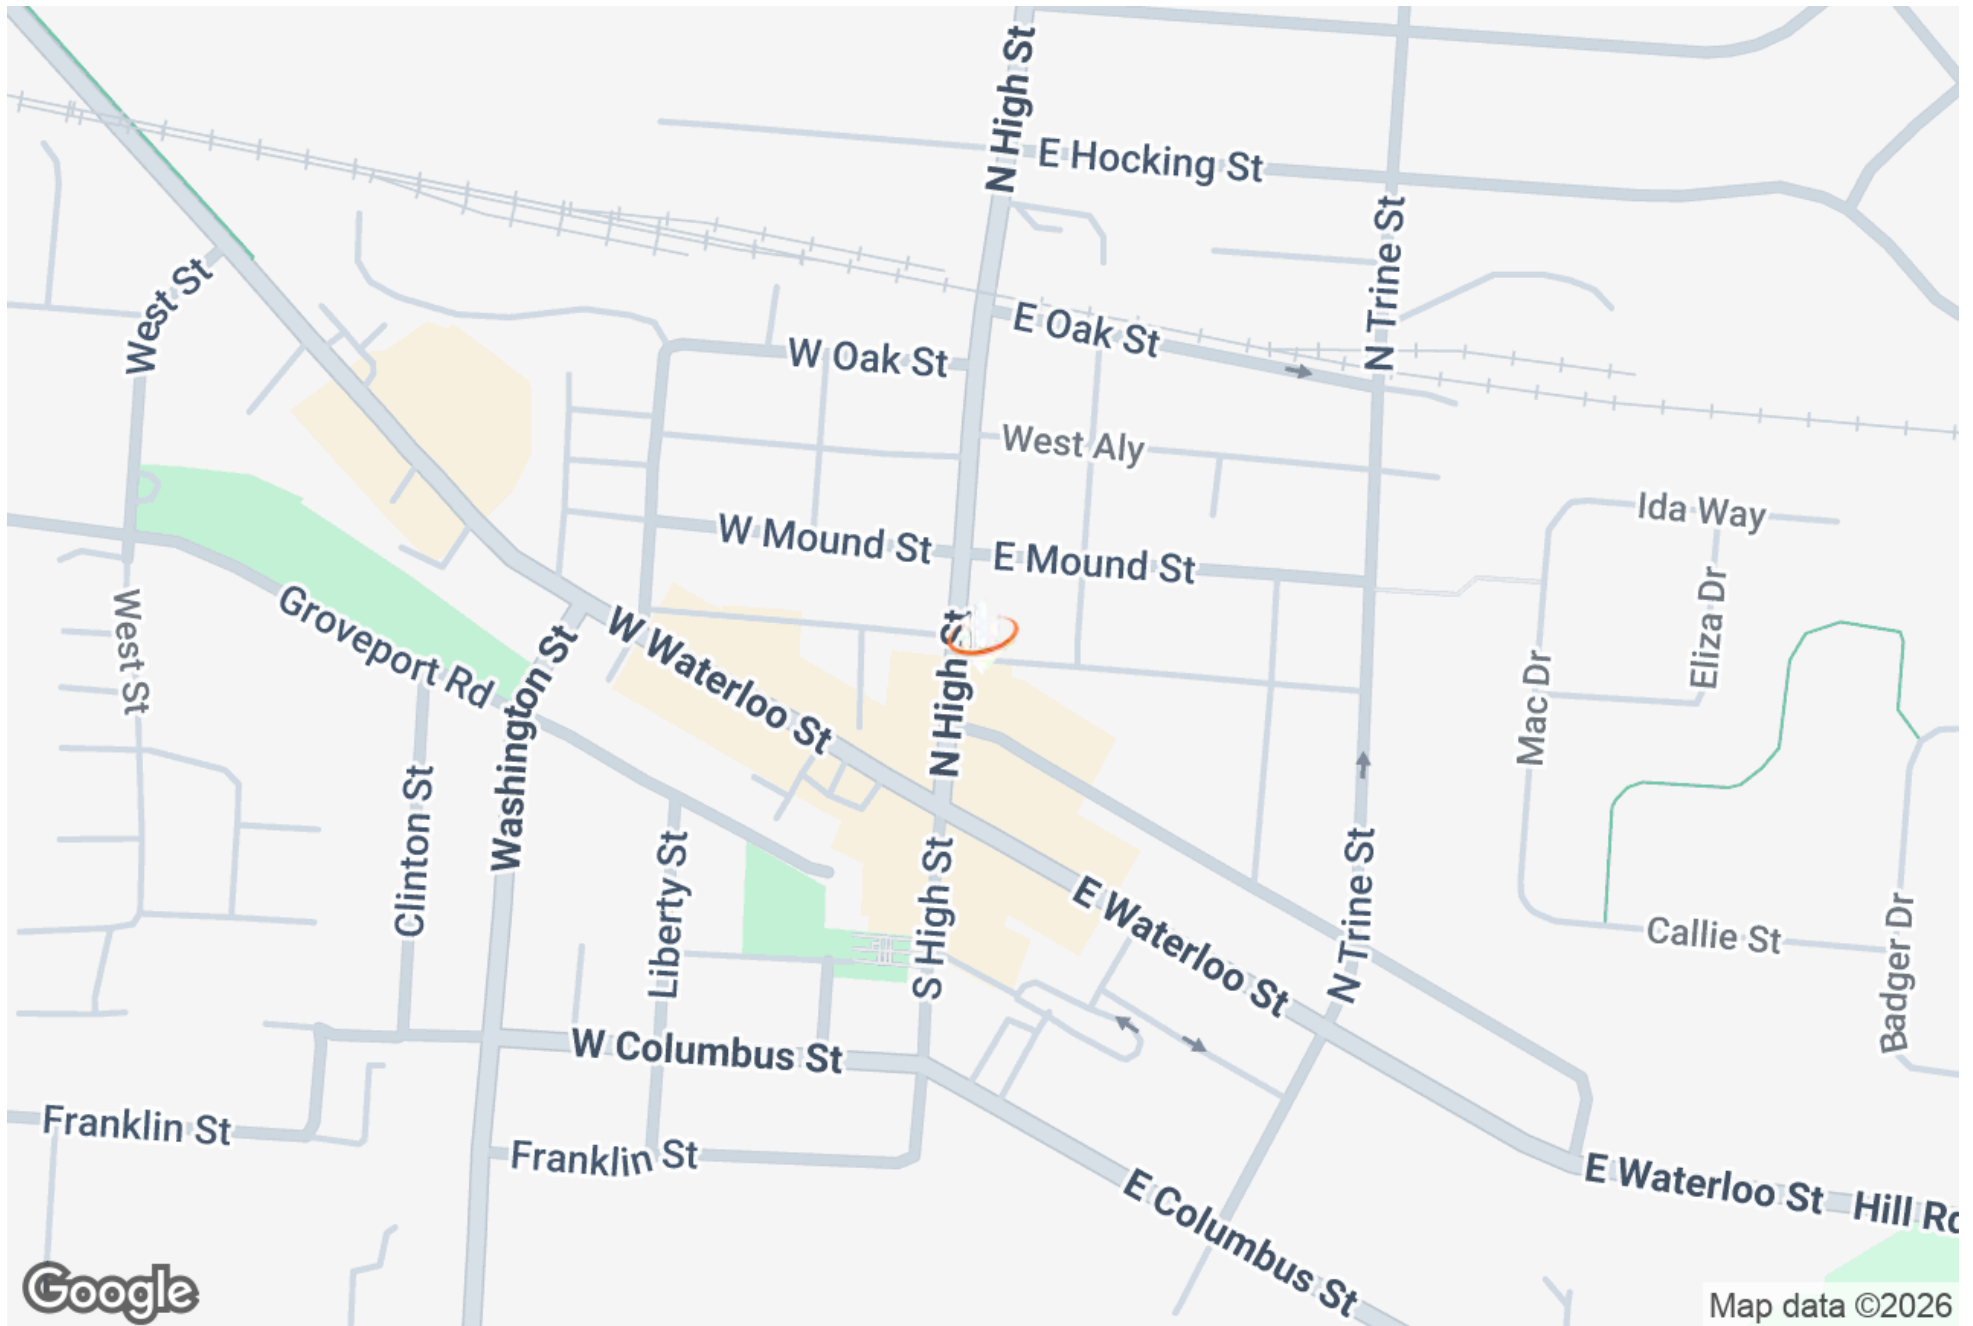 N High St
E Hocking St
N Trine St
West St
E Oak St
W Oak St
West Aly
Ida Way
W Mound St
E Mound St
Eliza Dr
West St
Groveport Rd
Washington St
W Waterloo St
N High St
Mac Dr
Clinton St
Liberty St
S High St
E Waterloo St
N Trine St
Callie St
Badger Dr
W Columbus St
Franklin St
Franklin St
E Columbus St
E Waterloo St
Hill Rd
Google
Map data ©2026